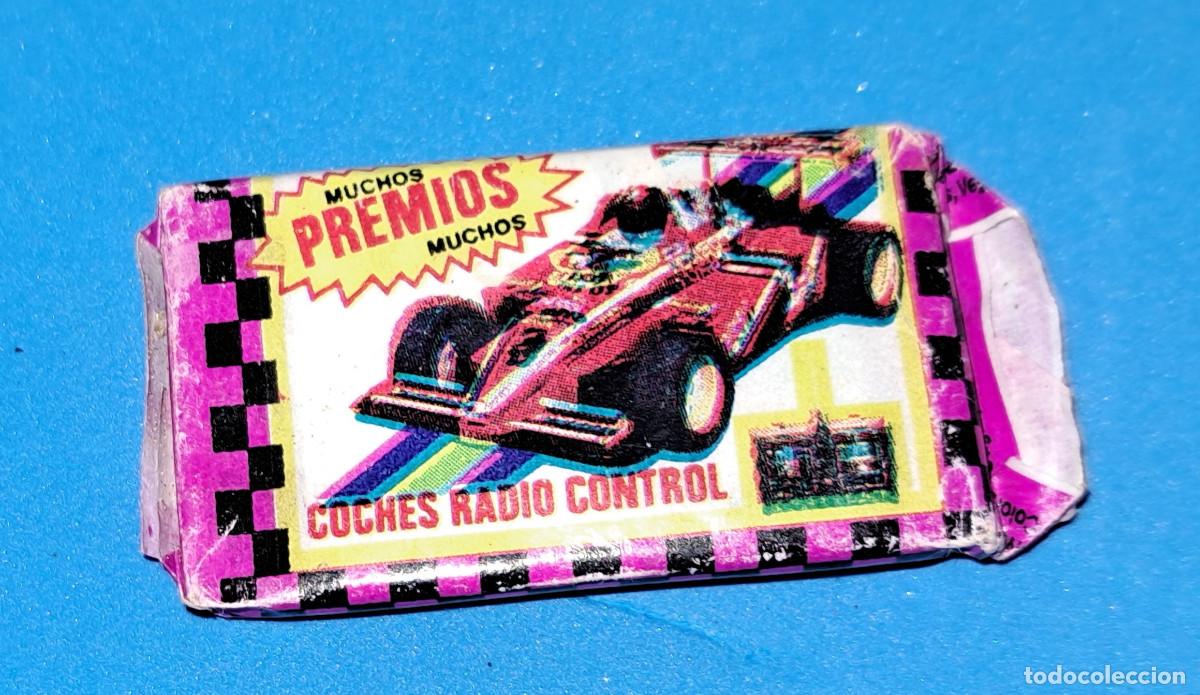 MUCHOS
PREMIOS
MUCHOS
COCHES RADIO CONTROL
todocoleccion